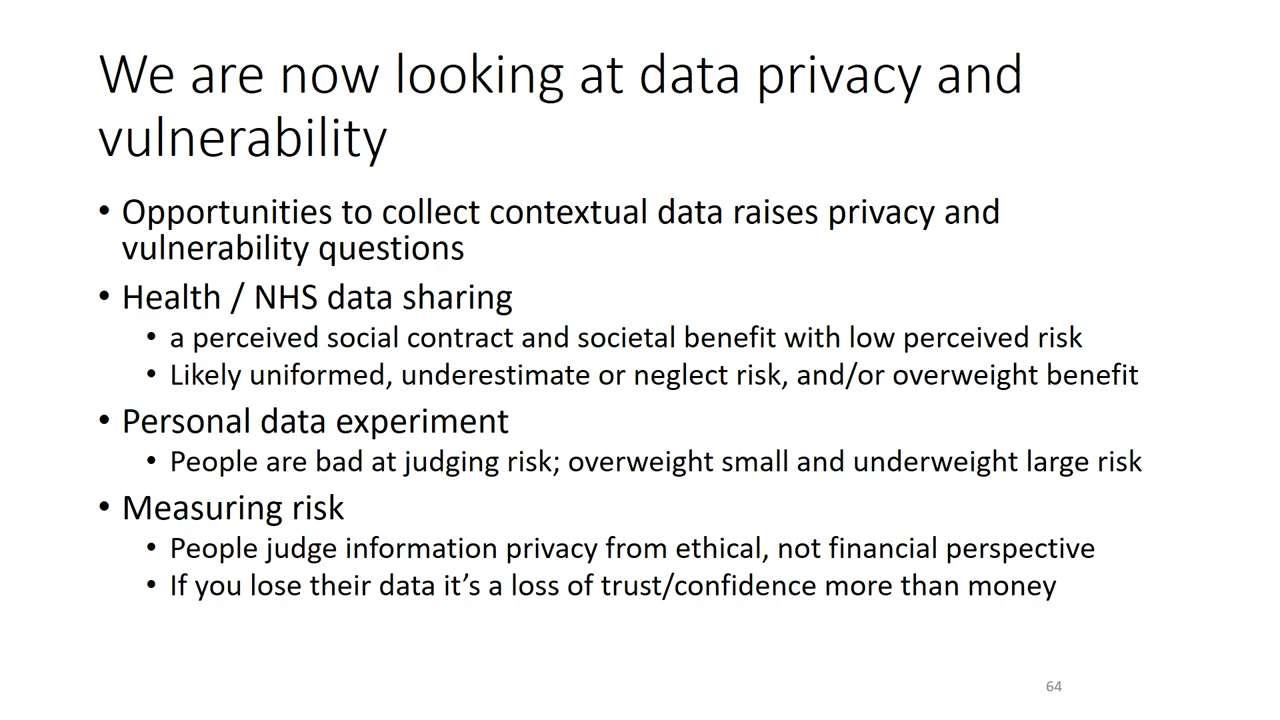 We are now looking at data privacy and
vulnerability
• Opportunities to collect contextual data raises privacy and
vulnerability questions
• Health / NHS data sharing
• a perceived social contract and societal benefit with low perceived risk
• Likely uniformed, underestimate or neglect risk, and/or overweight benefit
• Personal data experiment
• People are bad at judging risk; overweight small and underweight large risk
• Measuring risk
• People judge information privacy from ethical, not financial perspective
• If you lose their data it’s a loss of trust/confidence more than money
64